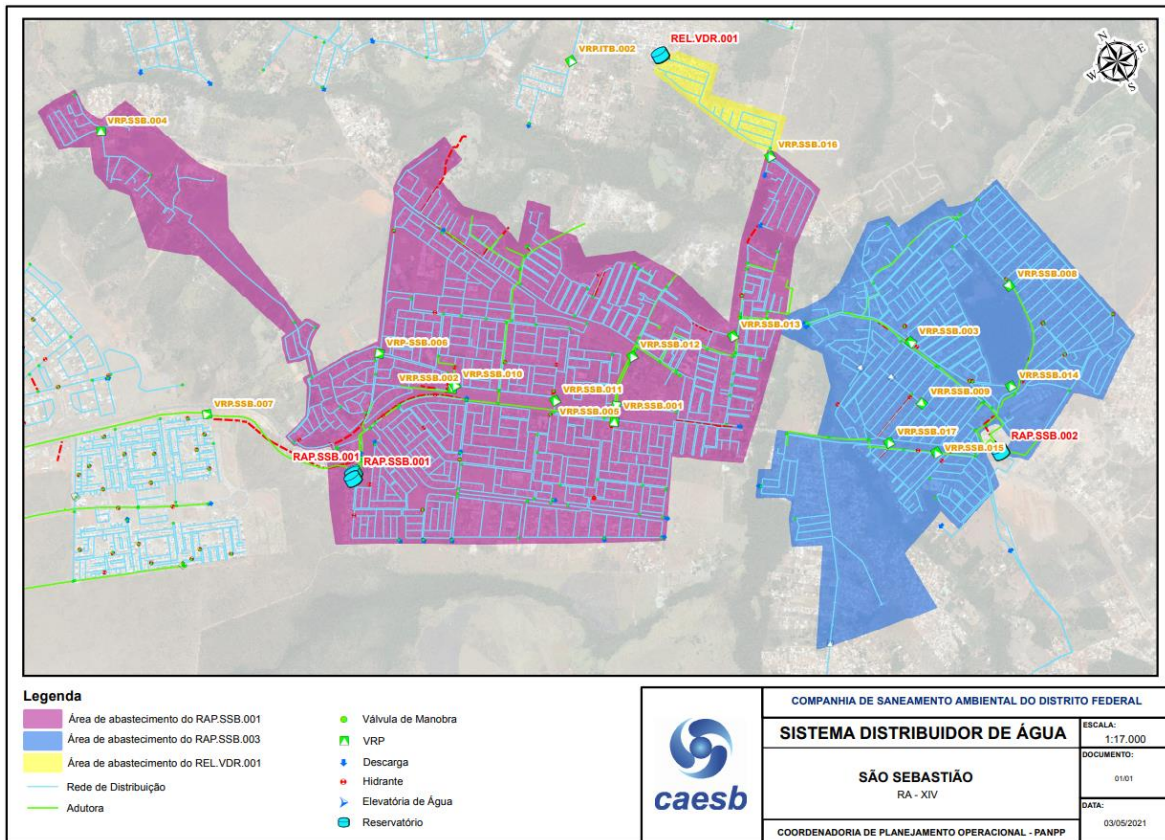 REL.VDR.001
VRP.ITB.002
N
E
W
S
VRP.SSB.004
VRP.SSB.016
VRP.SSB.008
VRP.SSB.013
VRP.SSB.003
VRP-SSB.006
VRP.SSB.012
VRP.SSB.002
VRP.SSB.010
VRP.SSB.014
VRP.SSB.011
VRP.SSB.009
VRP.SSB.007
VRP.SSB.005
VRP.SSB.001
VRP.SSB.017
RAP.SSB.002
VRP.SSB.015
RAP.SSB.001
RAP.SSB.001
Legenda
Área de abastecimento do RAP.SSB.001
Área de abastecimento do RAP.SSB.003
Área de abastecimento do REL.VDR.001
Rede de Distribuição
Adutora
Válvula de Manobra
VRP
Descarga
Hidrante
Elevatória de Água
Reservatório
caesb
COMPANHIA DE SANEAMENTO AMBIENTAL DO DISTRITO FEDERAL
SISTEMA DISTRIBUIDOR DE ÁGUA
ESCALA:
1:17.000
SÃO SEBASTIÃO
RA - XIV
DOCUMENTO:
01/01
DATA:
03/05/2021
COORDENADORIA DE PLANEJAMENTO OPERACIONAL - PANPP